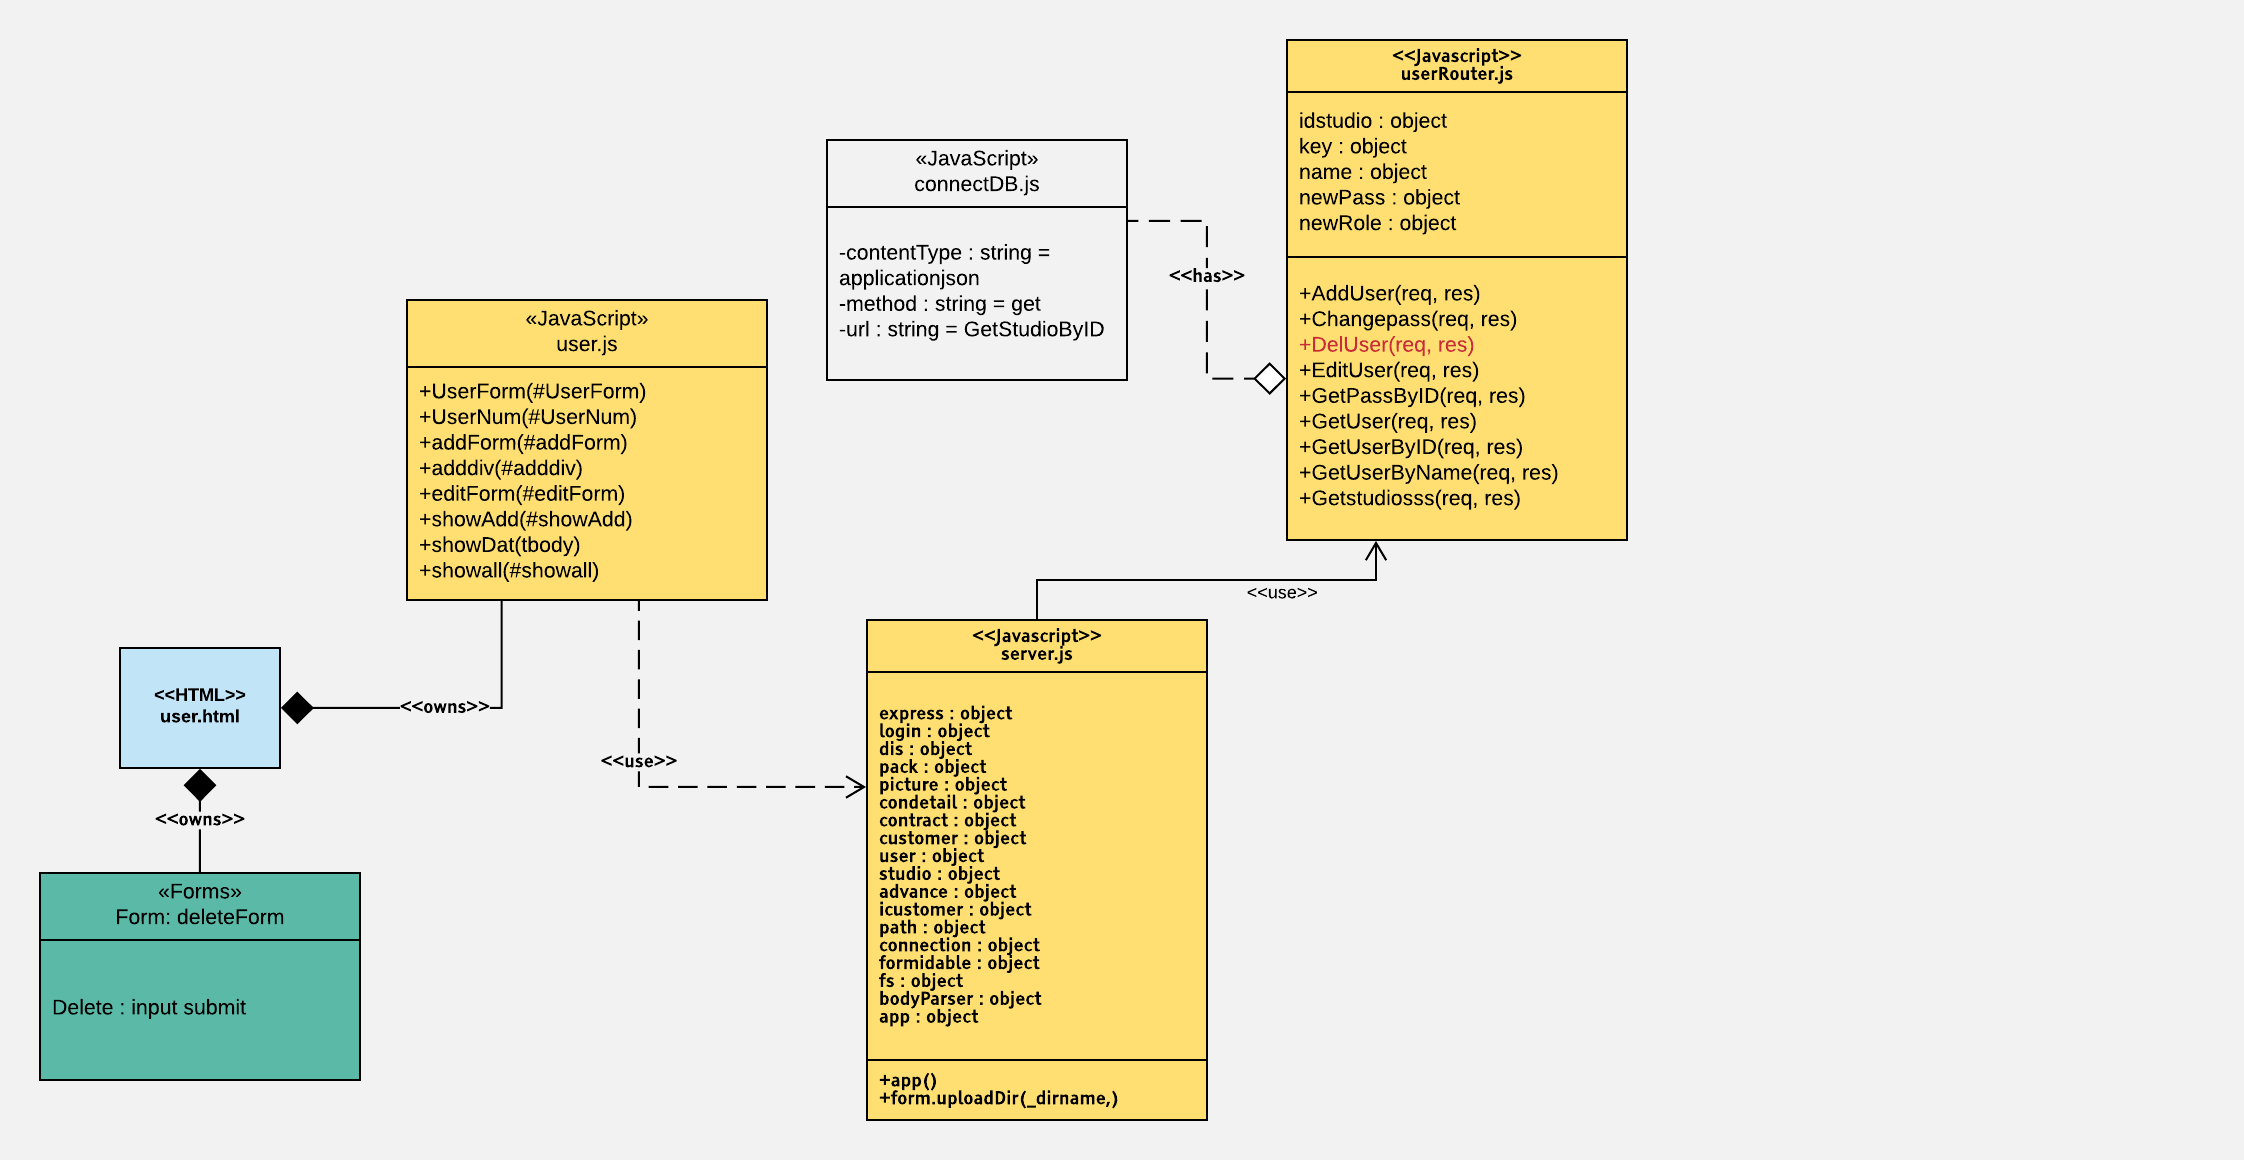 <<Javascript>>
userRouter.js
idstudio : object
key : object
name : object
newPass : object
newRole : object
+AddUser(req, res)
+Changepass(req, res)
+DelUser(req, res)
+EditUser(req, res)
+GetPassByID(req, res)
+GetUser(req, res)
+GetUserByID(req, res)
+GetUserByName(req, res)
+Getstudiosss(req, res)
«JavaScript»
connectDB.js
-contentType : string =
applicationjson
-method : string = get
-url : string = GetStudioByID
<<has>>
«JavaScript»
user.js
+UserForm(#UserForm)
+UserNum(#UserNum)
+addForm(#addForm)
+adddiv(#adddiv)
+editForm(#editForm)
+showAdd(#showAdd)
+showDat(tbody)
+showall(#showall)
<<use>>
<<Javascript>>
server.js
express : object
login : object
dis : object
pack : object
picture : object
condetail : object
contract : object
customer : object
user : object
studio : object
advance : object
icustomer : object
path : object
connection : object
formidable : object
fs : object
bodyParser : object
app : object
+app()
+form.uploadDir(_dirname,)
<<HTML>>
user.html
<<owns>>
<<use>>
<<owns>>
«Forms»
Form: deleteForm
Delete : input submit